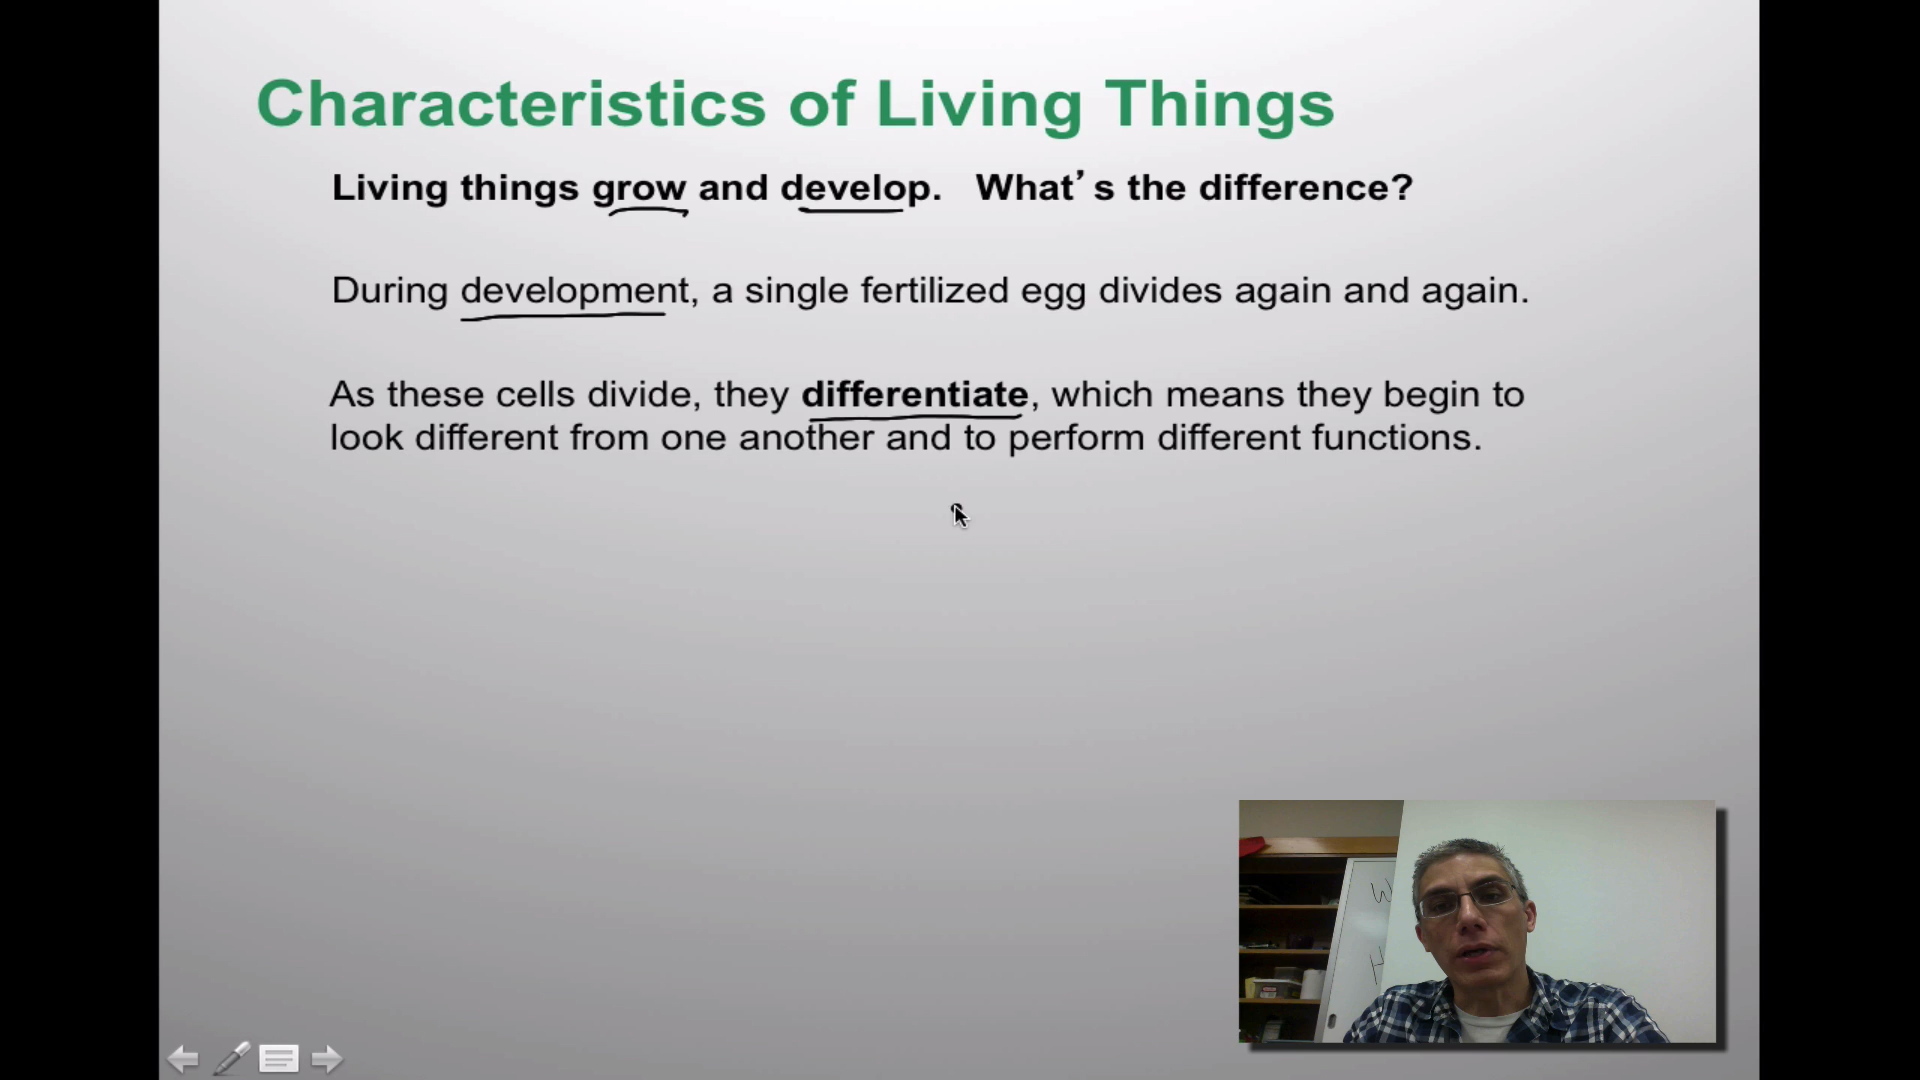 Characteristics of Living Things
Living things grow and develop. What's the difference?
During development, a single fertilized egg divides again and again.
As these cells divide, they differentiate, which means they begin to
look different from one another and to perform different functions.
W
H